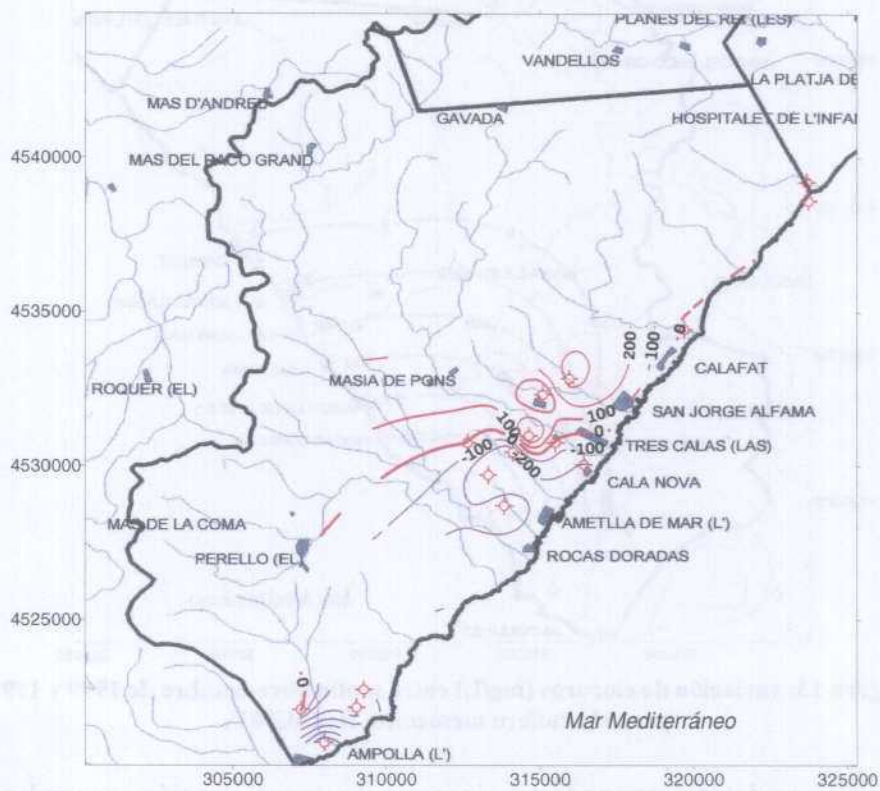 PLANES DEL REI (LES)
VANDELLOS
LA PLATJA DE
MAS D'ANDREU
GAVADA
HOSPITALET DE L'INFAN
4540000
MAS DEL PACO GRAND
4535000
0
200
-100
CALAFAT
MASIA DE PONS
ROQUER (EL)
SAN JORGE ALFAMA
100
100
0
0
TRES CALAS (LAS)
-100
-100
-200
4530000
CALA NOVA
MAS DE LA COMA
AMETLLA DE MAR (L')
PERELLO (EL)
ROCAS DORADAS
4525000
0
Mar Mediterráneo
AMPOLLA (L')
305000 310000 315000 320000 325000